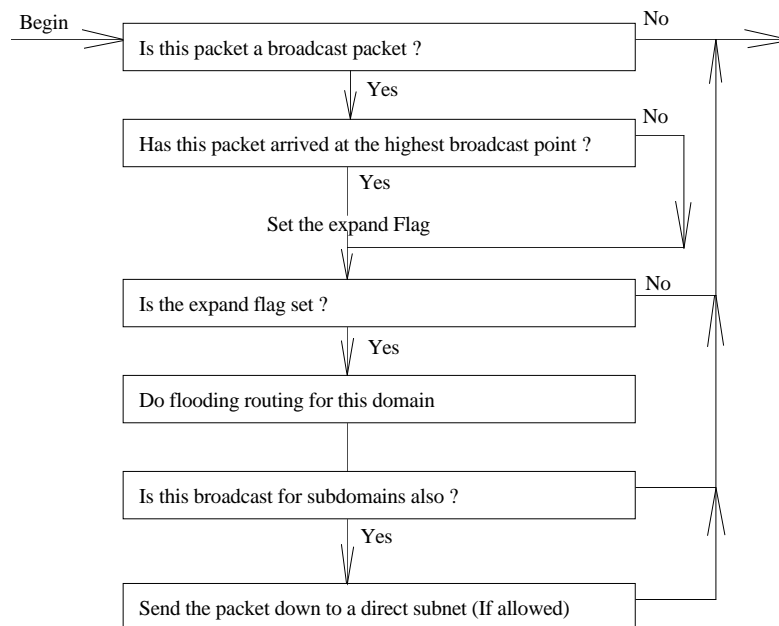 Begin
No
Is this packet a broadcast packet ?
Yes
No
Has this packet arrived at the highest broadcast point ?
Yes
Set the expand Flag
No
Is the expand flag set ?
Yes
Do flooding routing for this domain
Is this broadcast for subdomains also ?
Yes
Send the packet down to a direct subnet (If allowed)